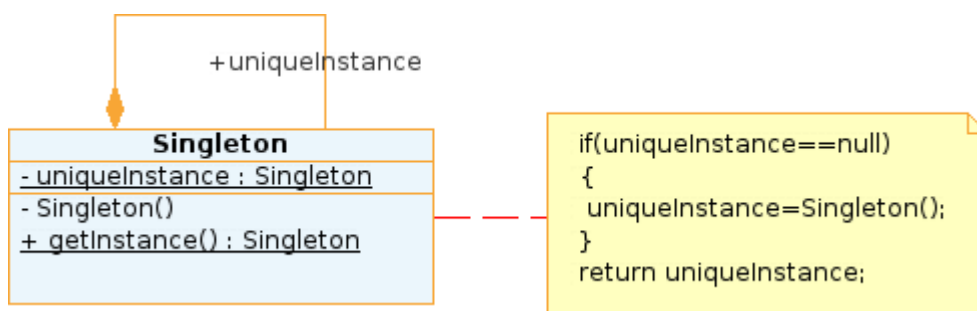 +uniqueInstance
Singleton
- uniqueInstance : Singleton
- Singleton()
+ getInstance() : Singleton
if(uniqueInstance==null)
{
uniqueInstance=Singleton();
}
return uniqueInstance;